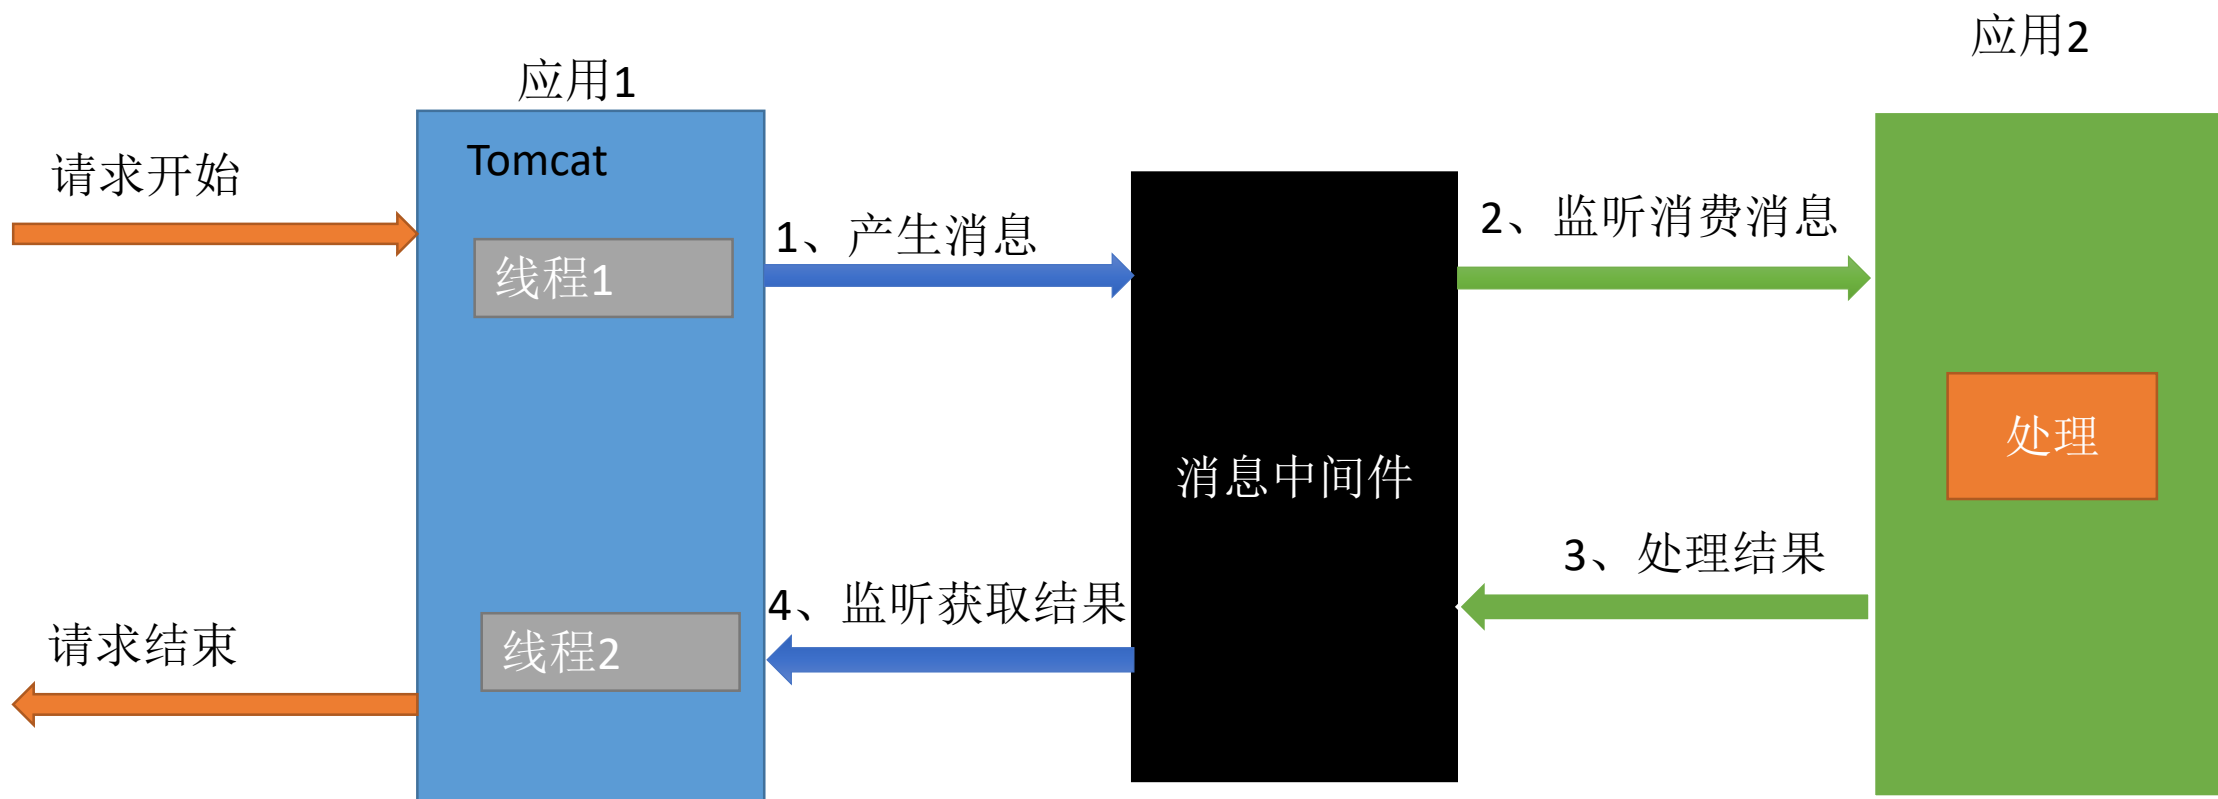 应用2
应用1
Tomcat
请求开始
线程1
1、产生消息
2、监听消费消息
处理
消息中间件
3、处理结果
4、监听获取结果
线程2
请求结束